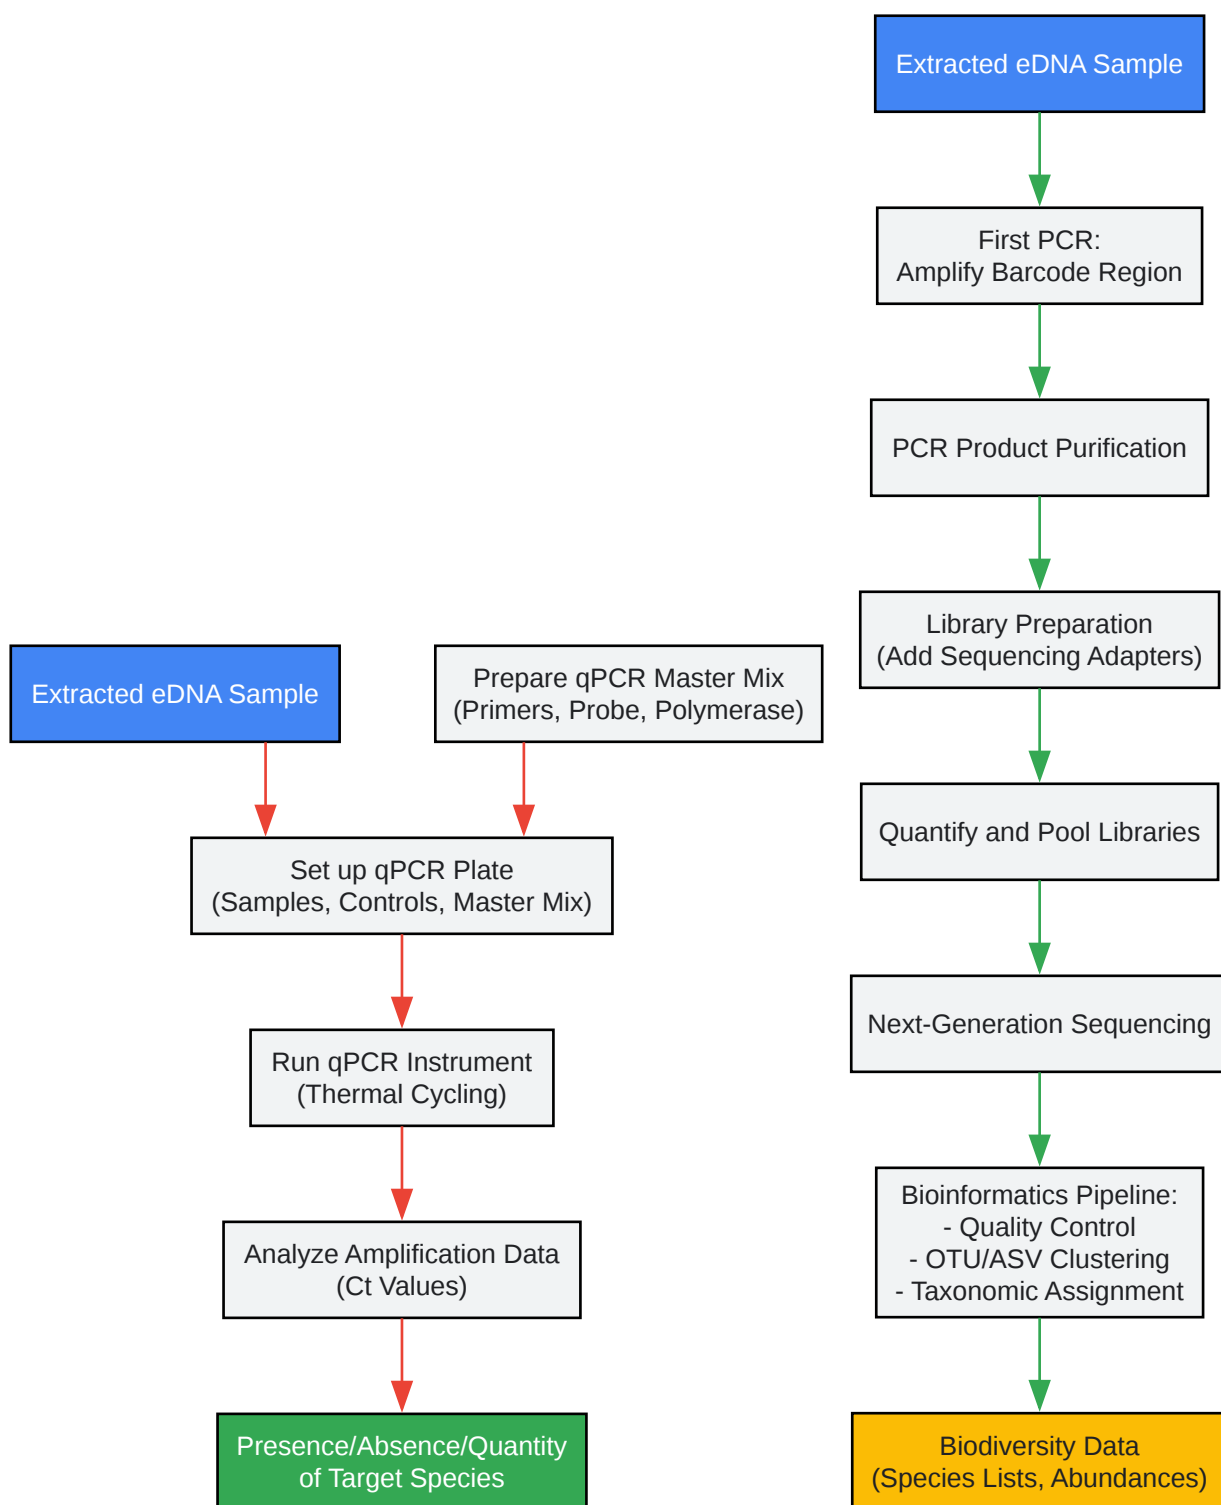 Extracted eDNA Sample
Prepare qPCR Master Mix
(Primers, Probe, Polymerase)
Set up qPCR Plate
(Samples, Controls, Master Mix)
Run qPCR Instrument
(Thermal Cycling)
Analyze Amplification Data
(Ct Values)
Presence/Absence/Quantity
of Target Species
Extracted eDNA Sample
First PCR:
Amplify Barcode Region
PCR Product Purification
Library Preparation
(Add Sequencing Adapters)
Quantify and Pool Libraries
Next-Generation Sequencing
Bioinformatics Pipeline:
- Quality Control
- OTU/ASV Clustering
- Taxonomic Assignment
Biodiversity Data
(Species Lists, Abundances)